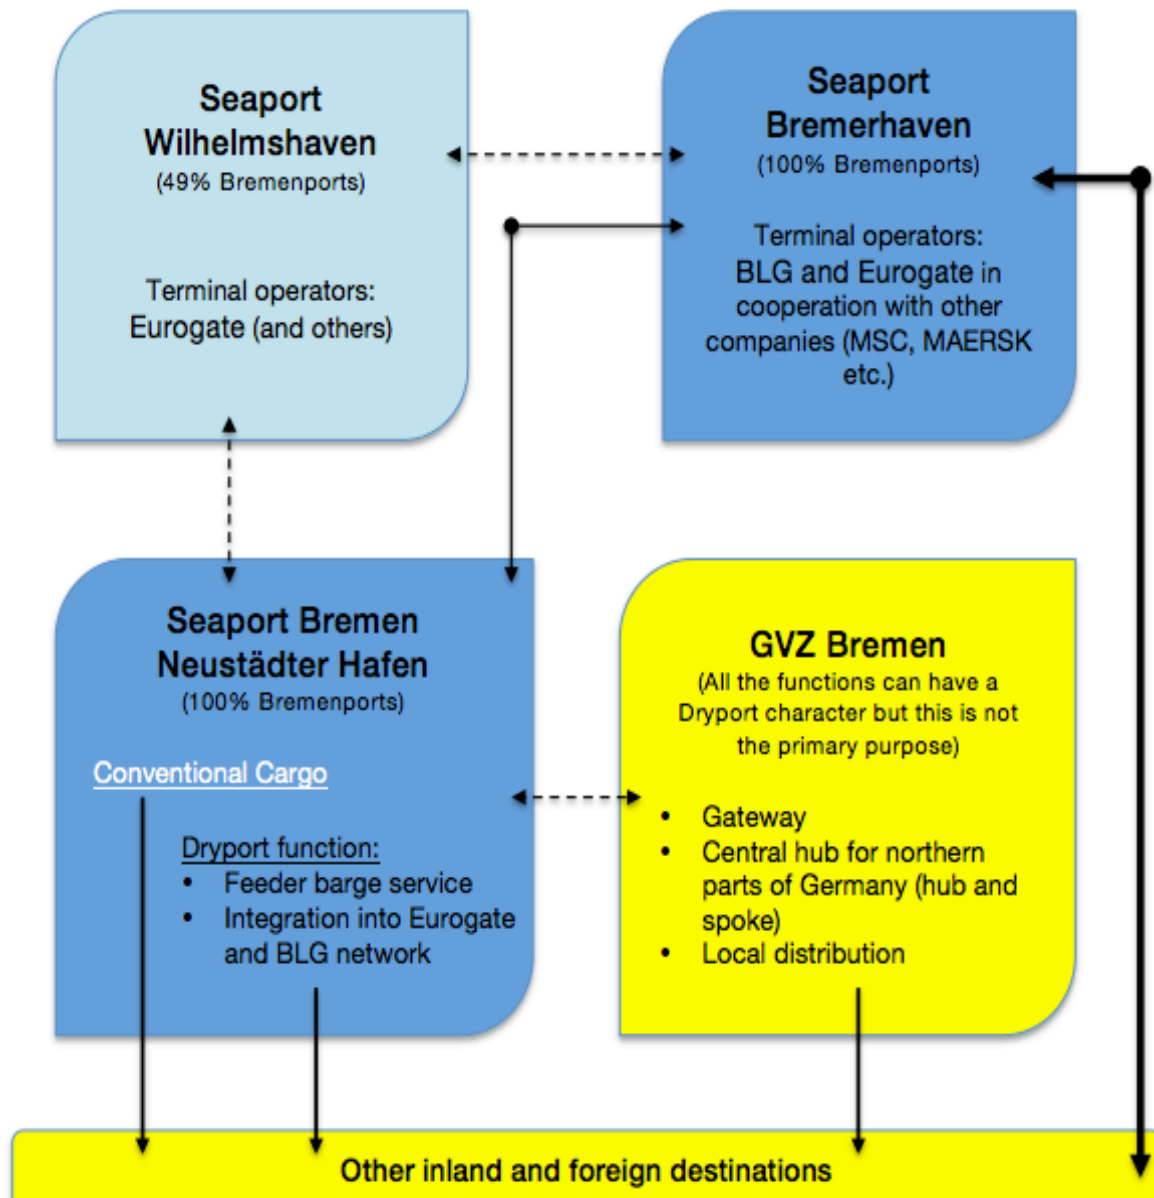 Seaport
Wilhelmshaven
(49% Bremenports)
Terminal operators:
Eurogate (and others)
Seaport
Bremerhaven
(100% Bremenports)
Terminal operators:
BLG and Eurogate in
cooperation with other
companies (MSC, MAERSK
etc.)
Seaport Bremen
Neustädter Hafen
(100% Bremenports)
Conventional Cargo
Dryport function:
• Feeder barge service
• Integration into Eurogate
and BLG network
GVZ Bremen
(All the functions can have a
Dryport character but this is not
the primary purpose)
• Gateway
• Central hub for northern
parts of Germany (hub and
spoke)
• Local distribution
Other inland and foreign destinations